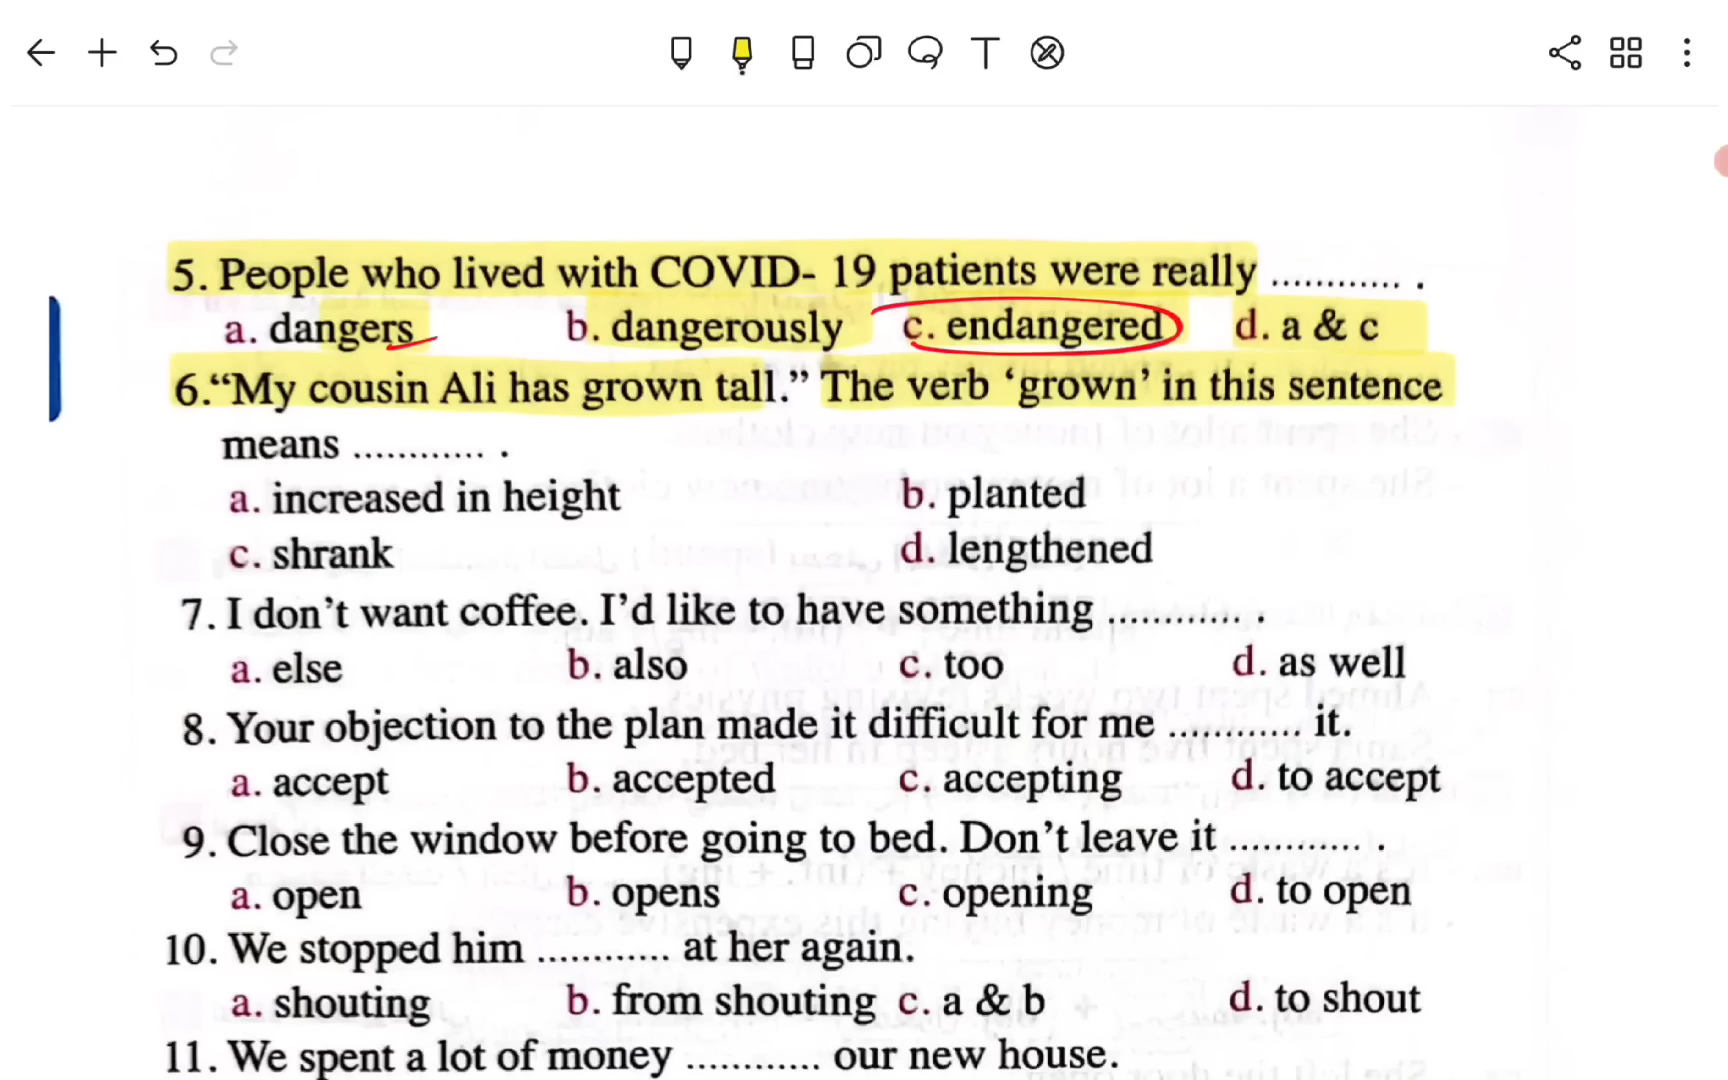 5. People who lived with COVID- 19 patients were really ............ .
a. dangers b. dangerously c. endangered d. a & c
6. “My cousin Ali has grown tall.” The verb ‘grown’ in this sentence
means ............ .
a. increased in height b. planted
c. shrank d. lengthened
7. I don’t want coffee. I’d like to have something ............. .
a. else b. also c. too d. as well
8. Your objection to the plan made it difficult for me ............ it.
a. accept b. accepted c. accepting d. to accept
9. Close the window before going to bed. Don’t leave it ............ .
a. open b. opens c. opening d. to open
10. We stopped him ............ at her again.
a. shouting b. from shouting c. a & b d. to shout
11. We spent a lot of money ............ our new house.